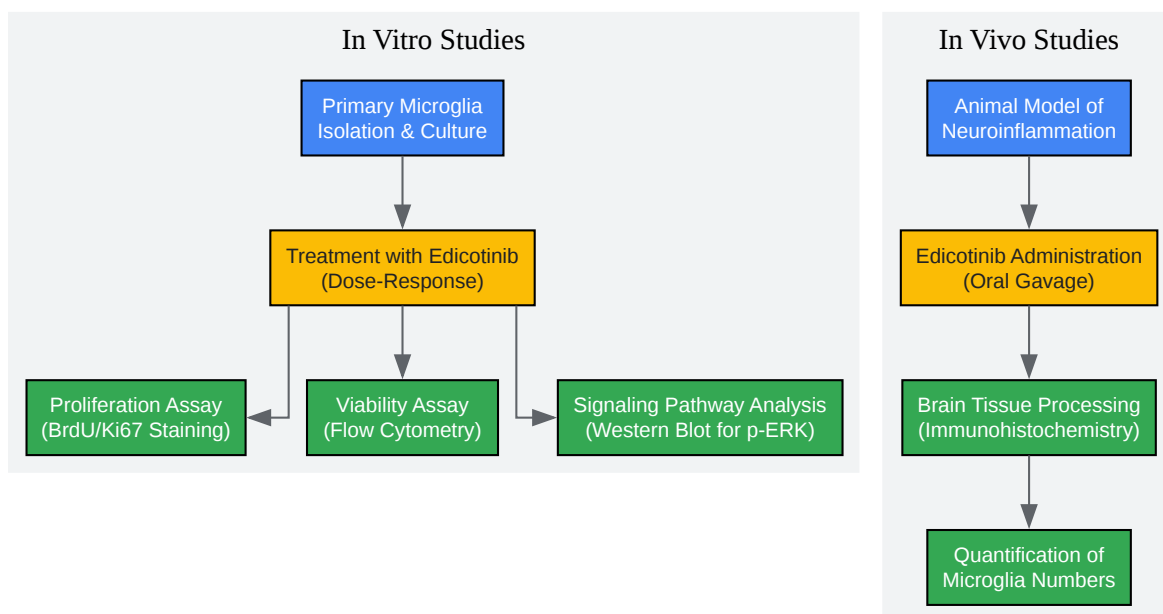 In Vitro Studies
Primary Microglia
Isolation & Culture
Treatment with Edicotinib
(Dose-Response)
Proliferation Assay
(BrdU/Ki67 Staining)
Viability Assay
(Flow Cytometry)
Signaling Pathway Analysis
(Western Blot for p-ERK)
In Vivo Studies
Animal Model of
Neuroinflammation
Edicotinib Administration
(Oral Gavage)
Brain Tissue Processing
(Immunohistochemistry)
Quantification of
Microglia Numbers